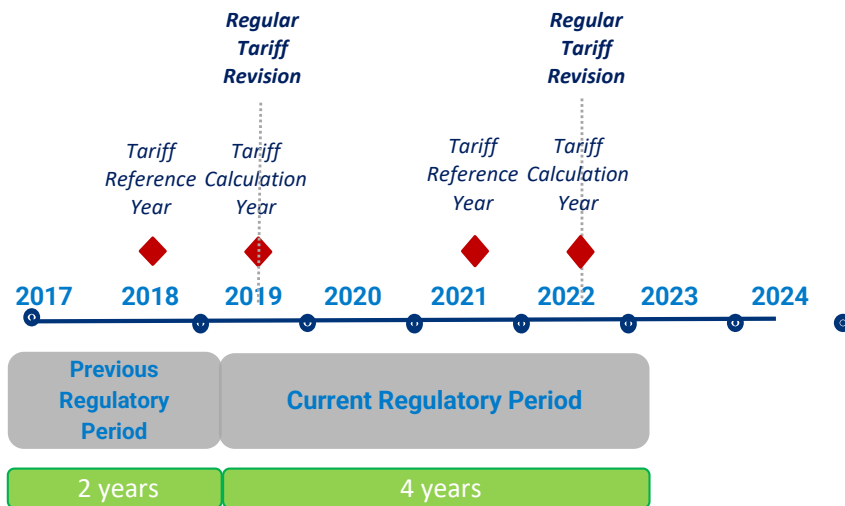 Regular
Tariff
Revision
Regular
Tariff
Revision
Tariff
Reference
Year
Tariff
Calculation
Year
Tariff
Reference
Year
Tariff
Calculation
Year
2017 2018 2019 2020 2021 2022 2023 2024
Previous
Regulatory
Period
Current Regulatory Period
2 years
4 years